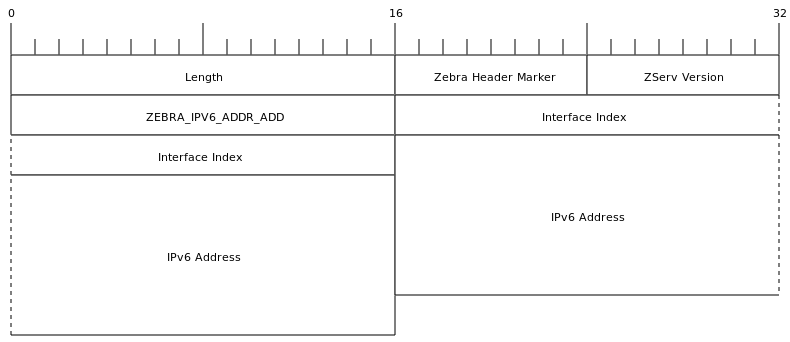 0 16 32
Length Zebra Header Marker ZServ Version
ZEBRA_IPV6_ADDR_ADD Interface Index
Interface Index
IPv6 Address
IPv6 Address